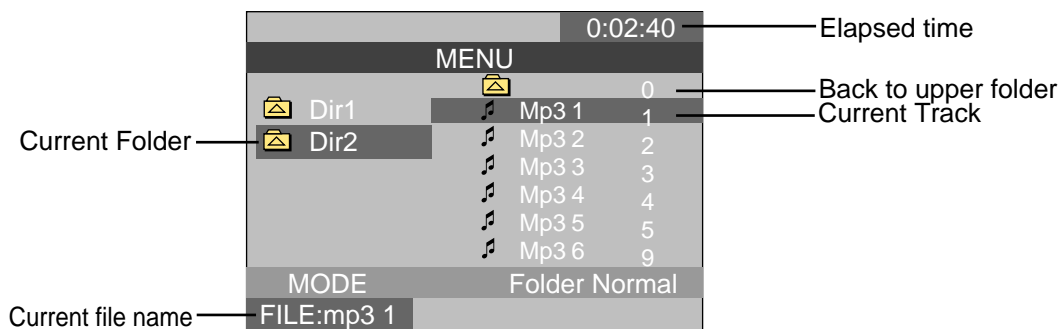 0:02:40 Elapsed time
MENU
0 Back to upper folder
Dir1 Mp3 1 1 Current Track
Current Folder Dir2 Mp3 2 2
Mp3 3 3
Mp3 4 4
Mp3 5 5
Mp3 6 9
MODE Folder Normal
Current file name FILE:mp3 1